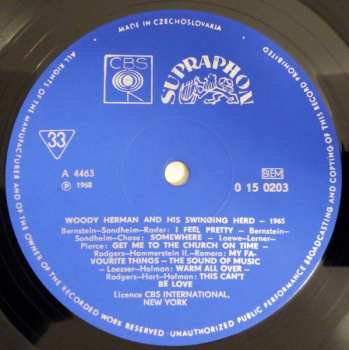 MADE IN CZECHOSLOVAKIA
CBS
SUPRAPHON
33
A 4463
Ⓟ 1968
BIEM
0 15 0203
WOODY HERMAN AND HIS SWINGING HERD — 1965
Bernstein-Sondheim-Roder: I FEEL PRETTY - Bernstein-
Sondheim-Chase: SOMEWHERE - Loewe-Lerner-
Pierce: GET ME TO THE CHURCH ON TIME -
Rodgers-Hammerstein II.-Komara: MY FA-
VOURITE THINGS - THE SOUND OF MUSIC
- Loesser-Holman: WARM ALL OVER -
Rodgers-Hart-Holman: THIS CAN'T
BE LOVE
Licence CBS INTERNATIONAL,
NEW YORK
ALL RIGHTS OF THE MANUFACTURER AND OF THE OWNER OF THE RECORDED WORK RESERVED · UNAUTHORIZED PUBLIC PERFORMANCE BROADCASTING AND COPYING OF THIS RECORD PROHIBITED